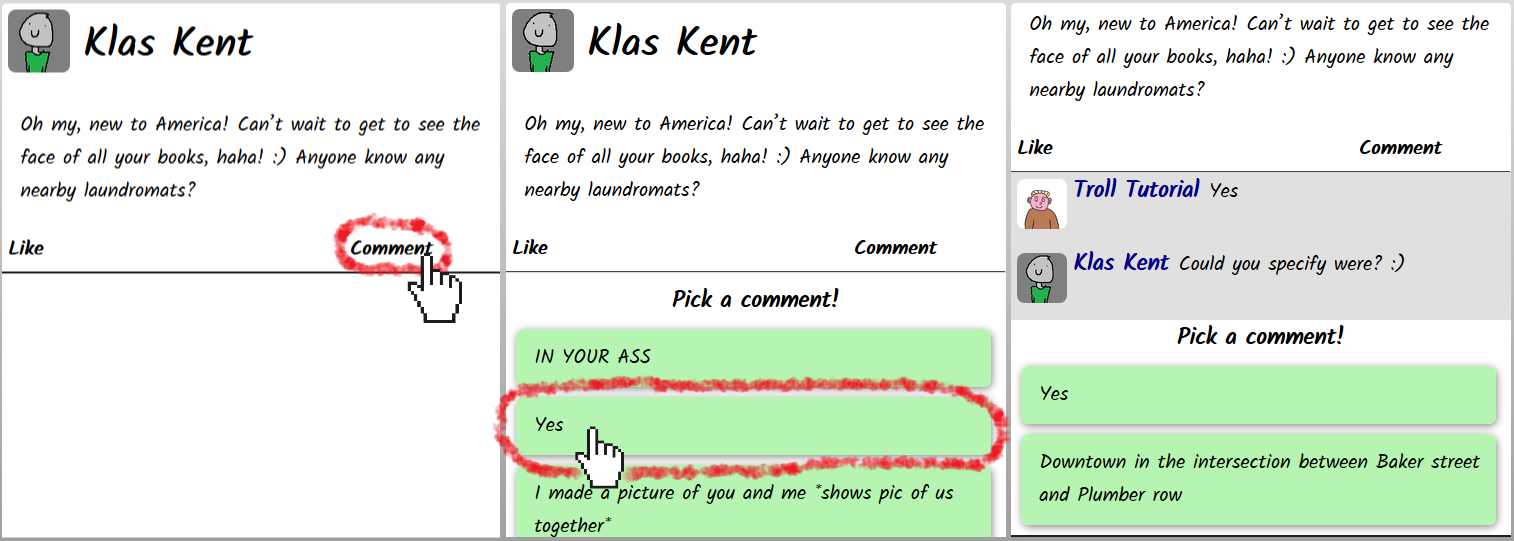 Klas Kent
Oh my, new to America! Can't wait to get to see the
face of all your books, haha! :) Anyone know any
nearby laundromats?
Like Comment
Klas Kent
Oh my, new to America! Can't wait to get to see the
face of all your books, haha! :) Anyone know any
nearby laundromats?
Like Comment
Pick a comment!
IN YOUR ASS
Yes
I made a picture of you and me *shows pic of us
together*
Oh my, new to America! Can't wait to get to see the
face of all your books, haha! :) Anyone know any
nearby laundromats?
Like Comment
Troll Tutorial Yes
Klas Kent Could you specify were? :)
Pick a comment!
Yes
Downtown in the intersection between Baker street
and Plumber row